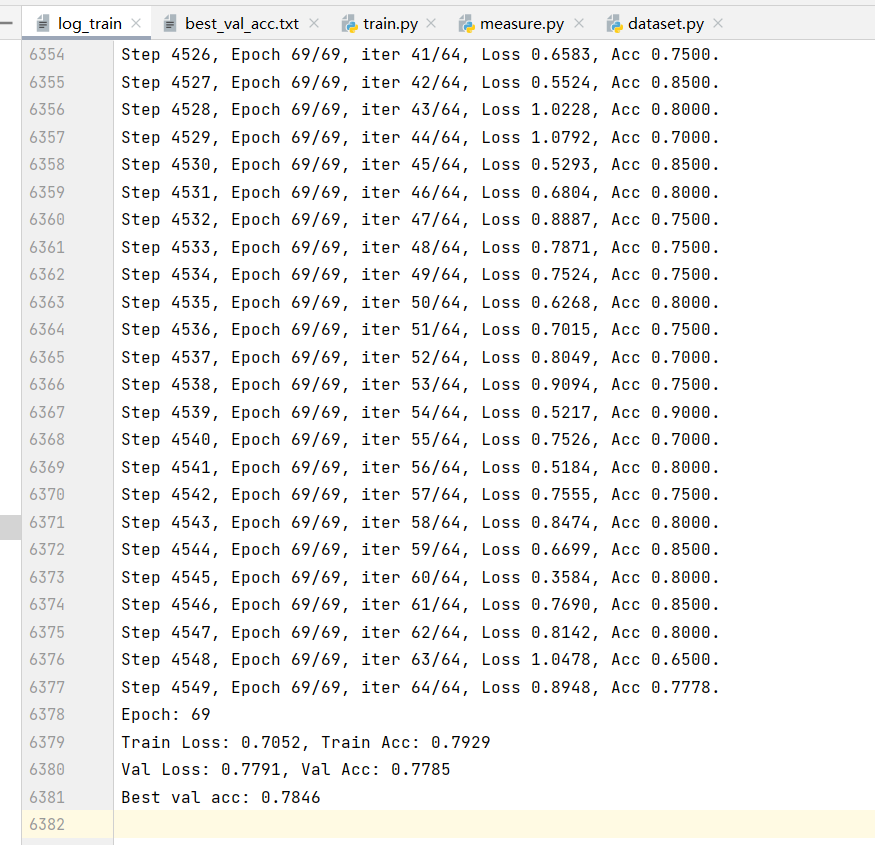 log_train best_val_acc.txt train.py measure.py dataset.py
6354 Step 4526, Epoch 69/69, iter 41/64, Loss 0.6583, Acc 0.7500.
6355 Step 4527, Epoch 69/69, iter 42/64, Loss 0.5524, Acc 0.8500.
6356 Step 4528, Epoch 69/69, iter 43/64, Loss 1.0228, Acc 0.8000.
6357 Step 4529, Epoch 69/69, iter 44/64, Loss 1.0792, Acc 0.7000.
6358 Step 4530, Epoch 69/69, iter 45/64, Loss 0.5293, Acc 0.8500.
6359 Step 4531, Epoch 69/69, iter 46/64, Loss 0.6804, Acc 0.8000.
6360 Step 4532, Epoch 69/69, iter 47/64, Loss 0.8887, Acc 0.7500.
6361 Step 4533, Epoch 69/69, iter 48/64, Loss 0.7871, Acc 0.7500.
6362 Step 4534, Epoch 69/69, iter 49/64, Loss 0.7524, Acc 0.7500.
6363 Step 4535, Epoch 69/69, iter 50/64, Loss 0.6268, Acc 0.8000.
6364 Step 4536, Epoch 69/69, iter 51/64, Loss 0.7015, Acc 0.7500.
6365 Step 4537, Epoch 69/69, iter 52/64, Loss 0.8049, Acc 0.7000.
6366 Step 4538, Epoch 69/69, iter 53/64, Loss 0.9094, Acc 0.7500.
6367 Step 4539, Epoch 69/69, iter 54/64, Loss 0.5217, Acc 0.9000.
6368 Step 4540, Epoch 69/69, iter 55/64, Loss 0.7526, Acc 0.7000.
6369 Step 4541, Epoch 69/69, iter 56/64, Loss 0.5184, Acc 0.8000.
6370 Step 4542, Epoch 69/69, iter 57/64, Loss 0.7555, Acc 0.7500.
6371 Step 4543, Epoch 69/69, iter 58/64, Loss 0.8474, Acc 0.8000.
6372 Step 4544, Epoch 69/69, iter 59/64, Loss 0.6699, Acc 0.8500.
6373 Step 4545, Epoch 69/69, iter 60/64, Loss 0.3584, Acc 0.8000.
6374 Step 4546, Epoch 69/69, iter 61/64, Loss 0.7690, Acc 0.8500.
6375 Step 4547, Epoch 69/69, iter 62/64, Loss 0.8142, Acc 0.8000.
6376 Step 4548, Epoch 69/69, iter 63/64, Loss 1.0478, Acc 0.6500.
6377 Step 4549, Epoch 69/69, iter 64/64, Loss 0.8948, Acc 0.7778.
6378 Epoch: 69
6379 Train Loss: 0.7052, Train Acc: 0.7929
6380 Val Loss: 0.7791, Val Acc: 0.7785
6381 Best val acc: 0.7846
6382